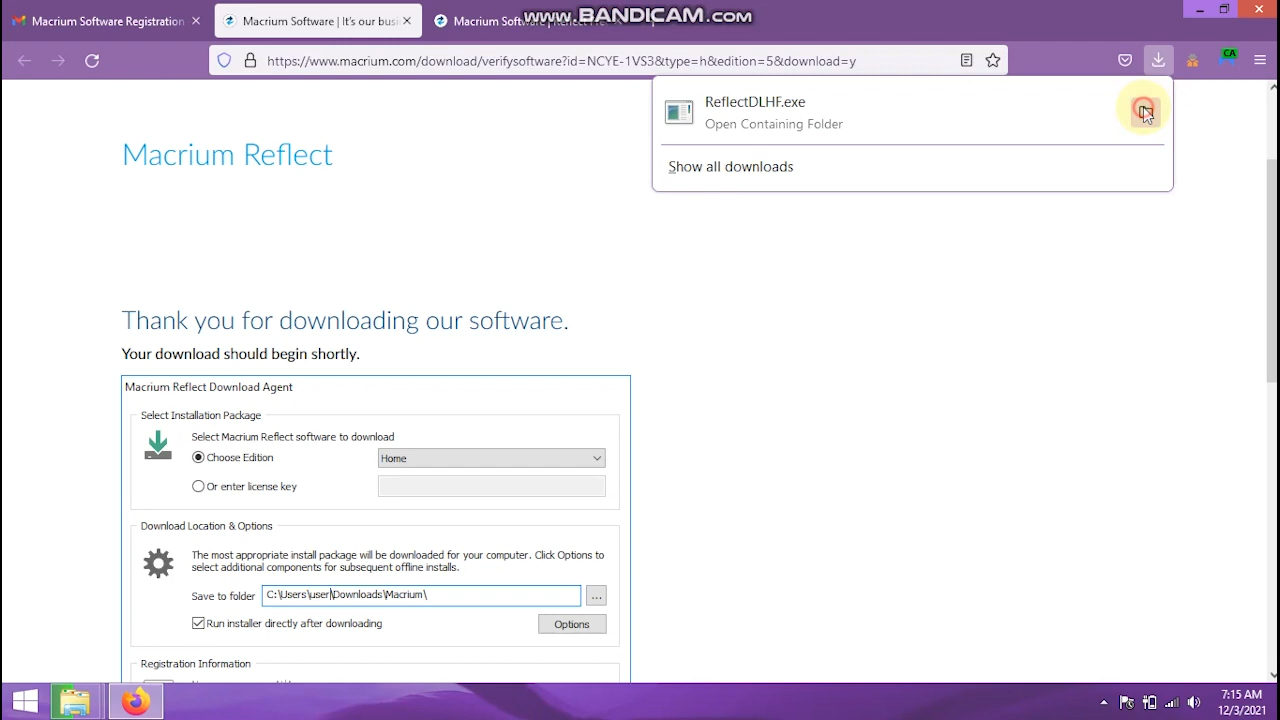 Macrium Software Registration
Macrium Software | It's our busi
Macrium Software | Reflect Fre
www.BANDICAM.com
https://www.macrium.com/download/verifysoftware?id=NCYE-1VS3&type=h&edition=5&download=y
CA
ReflectDLHF.exe
Open Containing Folder
Show all downloads
Macrium Reflect
Thank you for downloading our software.
Your download should begin shortly.
Macrium Reflect Download Agent
Select Installation Package
Select Macrium Reflect software to download
Choose Edition
Home
Or enter license key
Download Location & Options
The most appropriate install package will be downloaded for your computer. Click Options to
select additional components for subsequent offline installs.
Save to folder
C:\Users\user\Downloads\Macrium\
...
Run installer directly after downloading
Options
Registration Information
7:15 AM
12/3/2021